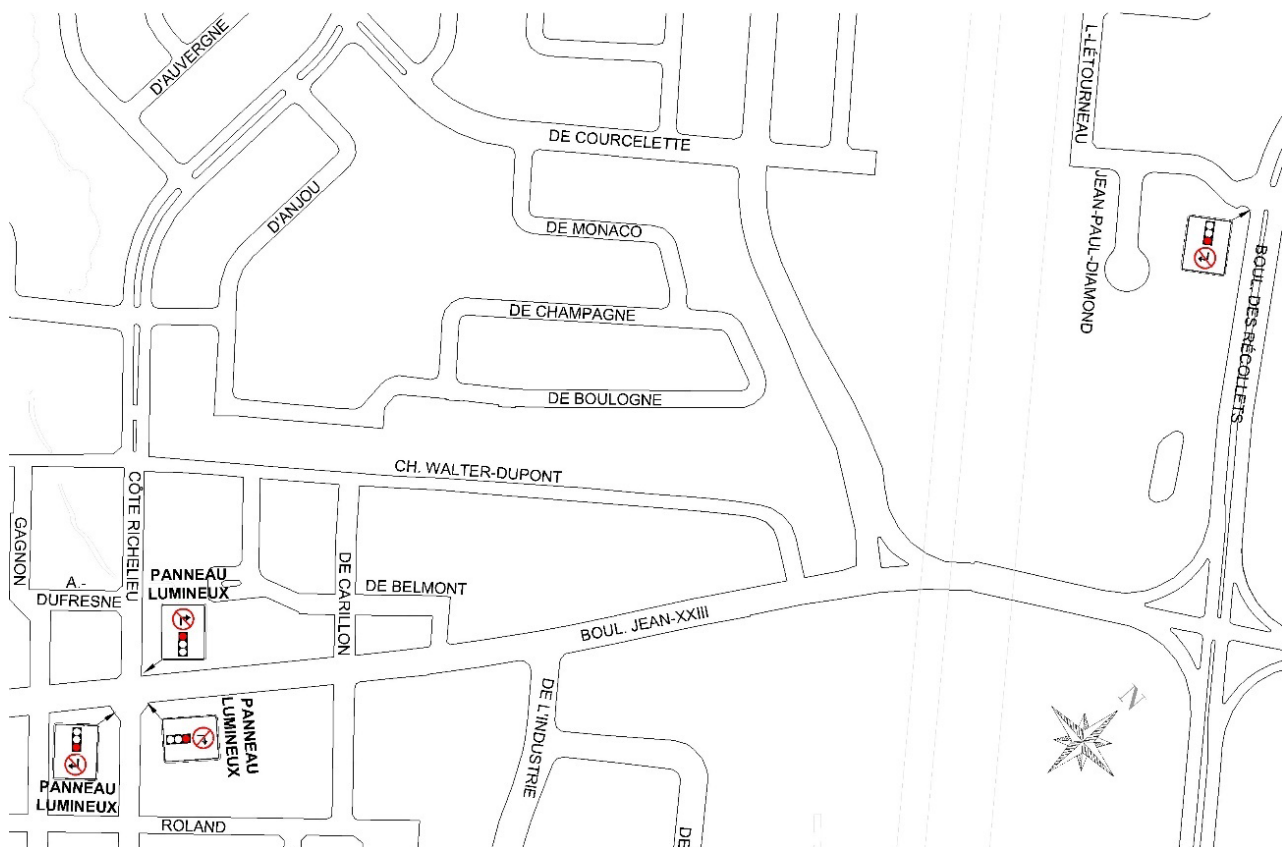 D'AUVERGNE
L-LÉTOURNEAU
DE COURCELETTE
JEAN-PAUL-DIAMOND
D'ANJOU
DE MONACO
BOUL. DES RÉCOLLETS
DE CHAMPAGNE
DE BOULOGNE
CH. WALTER-DUPONT
CÔTE RICHELIEU
GAGNON
DE CARILLON
A.-
DUFRESNE
PANNEAU
LUMINEUX
DE BELMONT
BOUL. JEAN-XXIII
DE L'INDUSTRIE
N
PANNEAU
LUMINEUX
PANNEAU
LUMINEUX
ROLAND
DE